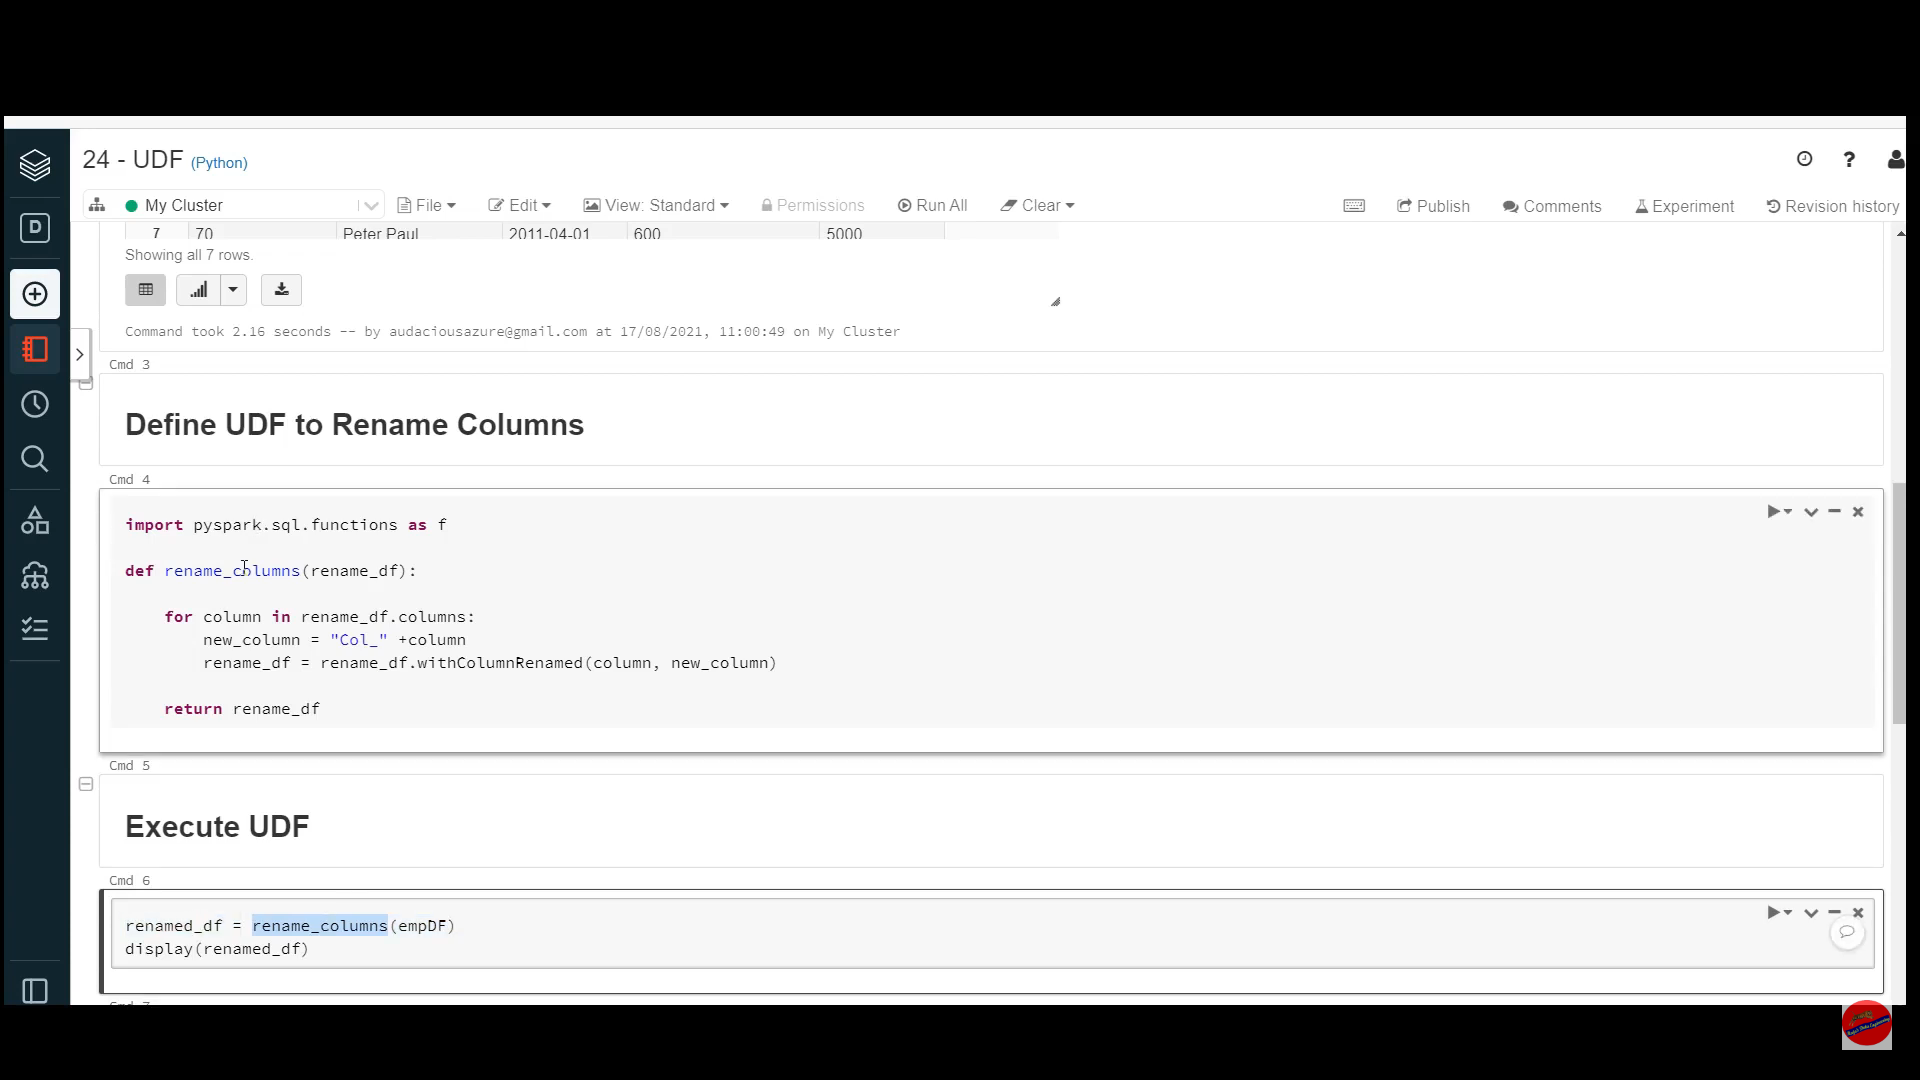 24 - UDF (Python)
My Cluster File Edit View: Standard Permissions Run All Clear Publish Comments Experiment Revision history
7 70 Peter Paul 2011-04-01 600 5000
Showing all 7 rows.
Command took 2.16 seconds -- by audaciousazure@gmail.com at 17/08/2021, 11:00:49 on My Cluster
Cmd 3
Define UDF to Rename Columns
Cmd 4
import pyspark.sql.functions as f
def rename_columns(rename_df):
for column in rename_df.columns:
new_column = "Col_" +column
rename_df = rename_df.withColumnRenamed(column, new_column)
return rename_df
Cmd 5
Execute UDF
Cmd 6
renamed_df = rename_columns(empDF)
display(renamed_df)